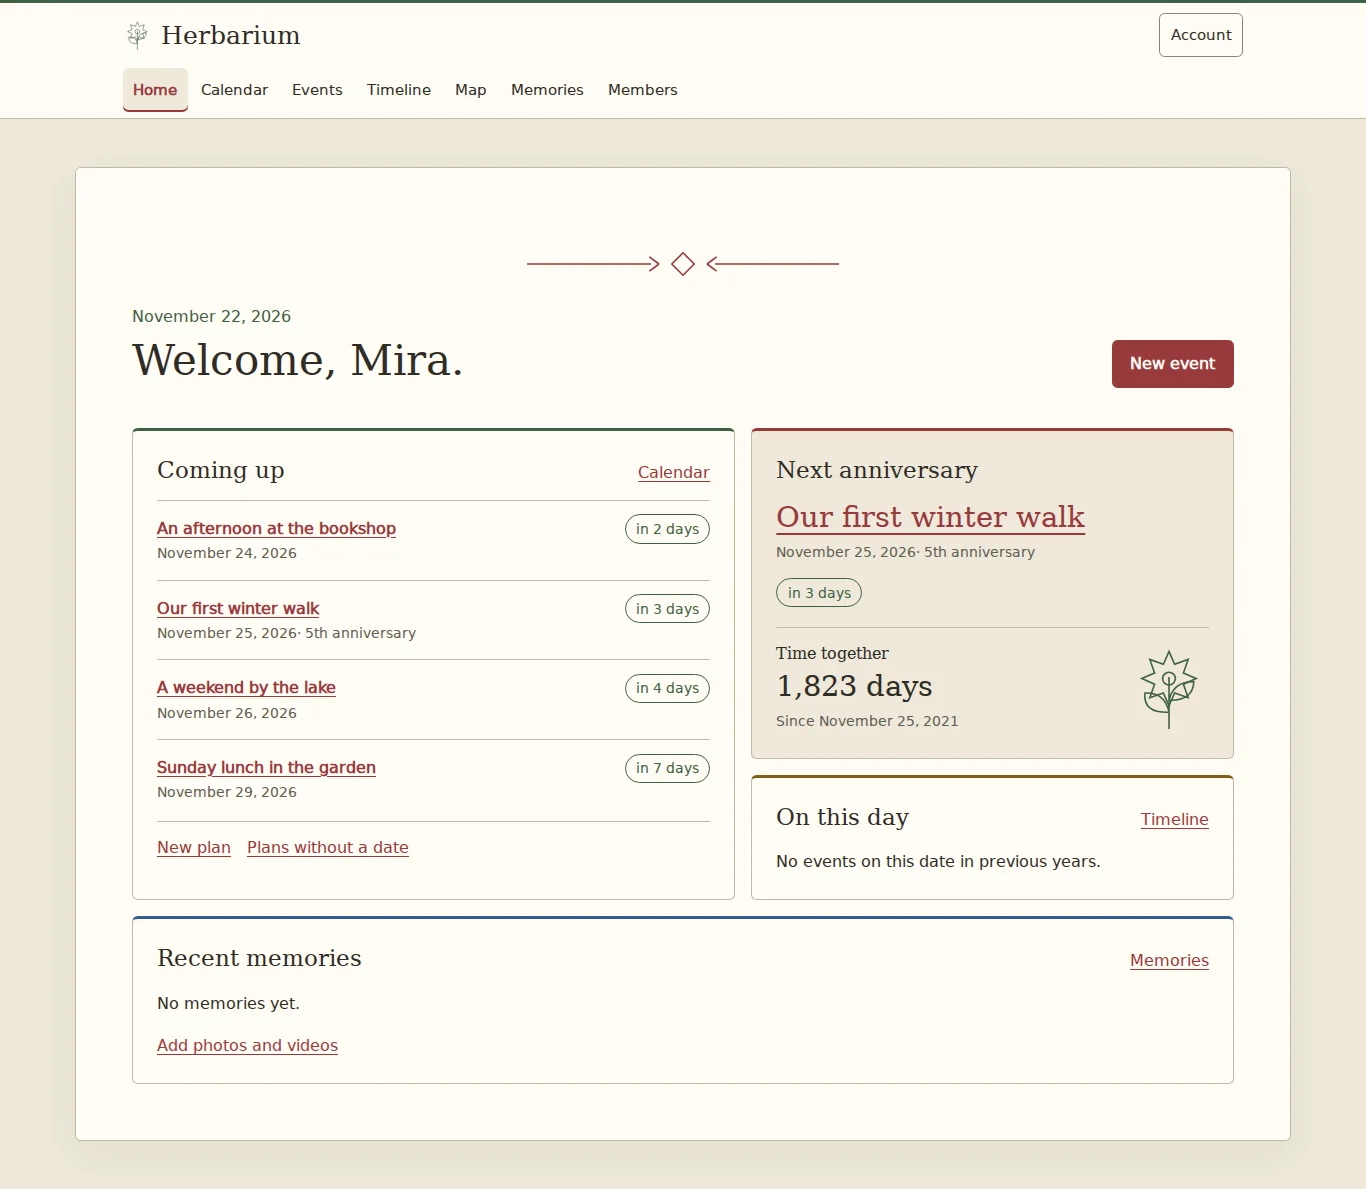 Herbarium
Account
Home
Calendar
Events
Timeline
Map
Memories
Members
November 22, 2026
Welcome, Mira.
New event
Coming up
Calendar
An afternoon at the bookshop
in 2 days
November 24, 2026
Our first winter walk
in 3 days
November 25, 2026· 5th anniversary
A weekend by the lake
in 4 days
November 26, 2026
Sunday lunch in the garden
in 7 days
November 29, 2026
New plan
Plans without a date
Next anniversary
Our first winter walk
November 25, 2026· 5th anniversary
in 3 days
Time together
1,823 days
Since November 25, 2021
On this day
Timeline
No events on this date in previous years.
Recent memories
Memories
No memories yet.
Add photos and videos